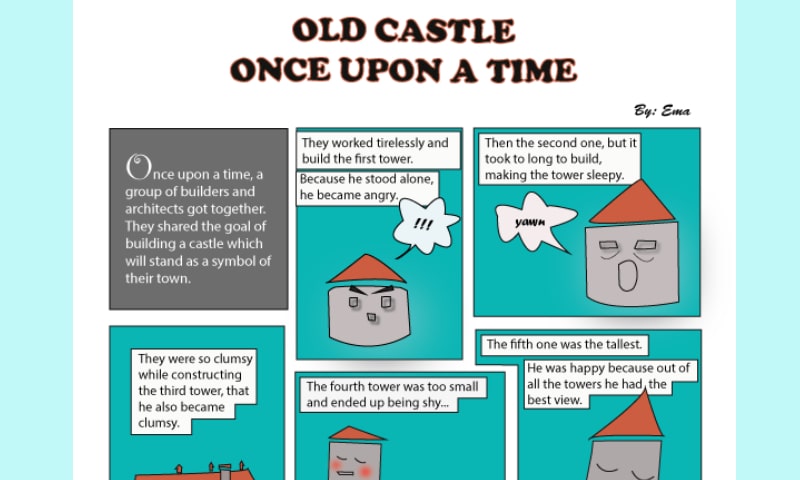 OLD CASTLE
ONCE UPON A TIME
By: Ema
Once upon a time, a
group of builders and
architects got together.
They shared the goal of
building a castle which
will stand as a symbol of
their town.
They worked tirelessly and
build the first tower.
Because he stood alone,
he became angry.
!!!
Then the second one, but it
took to long to build,
making the tower sleepy.
yawn
They were so clumsy
while constructing
the third tower, that
he also became
clumsy.
The fourth tower was too small
and ended up being shy...
The fifth one was the tallest.
He was happy because out of
all the towers he had, the
best view.